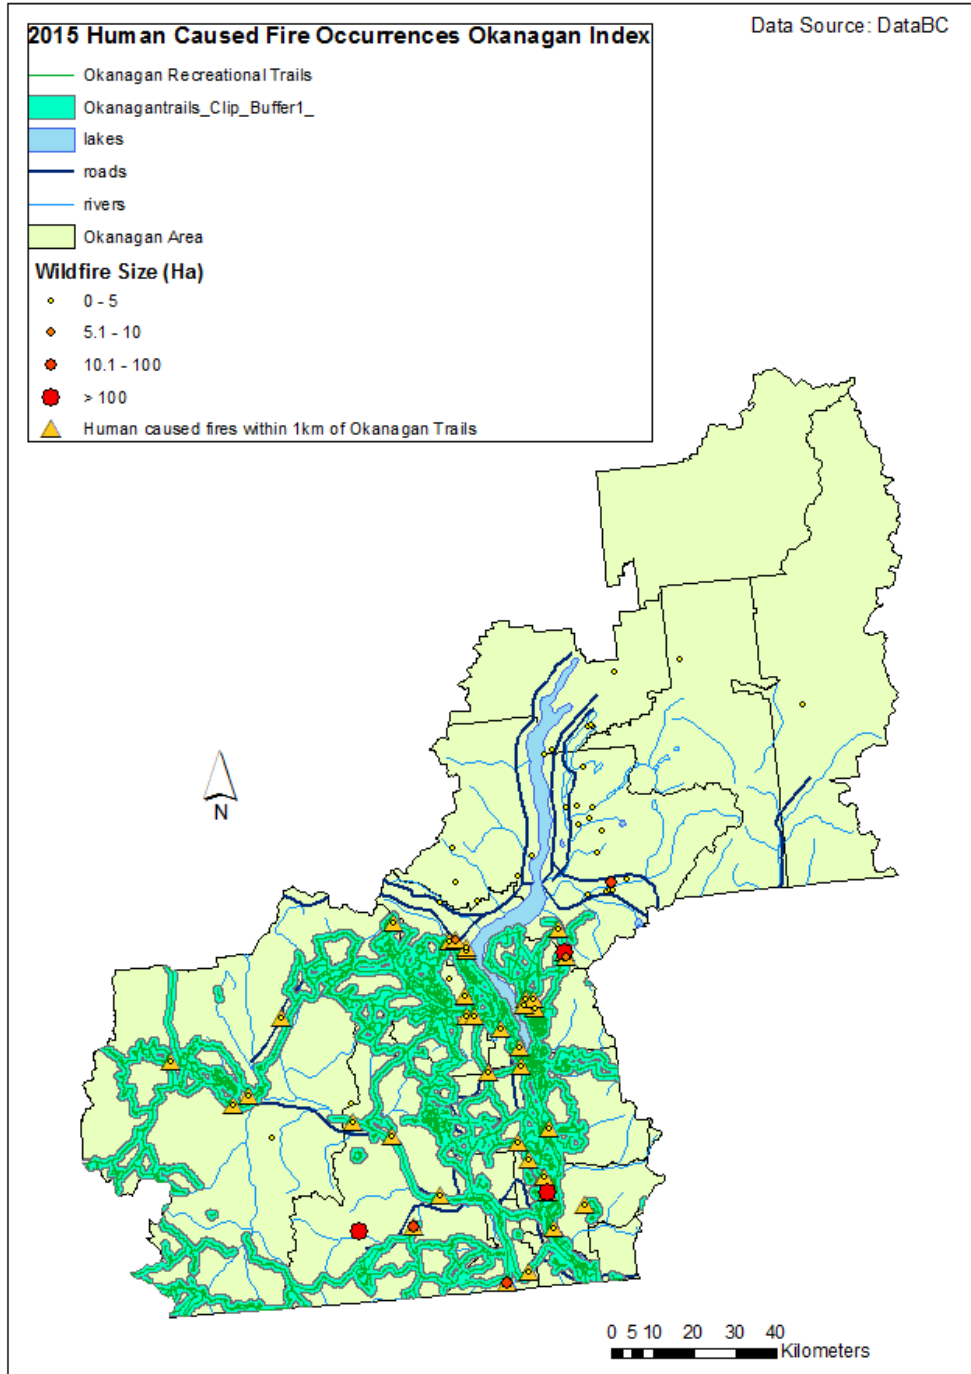 2015 Human Caused Fire Occurrences Okanagan Index
Data Source: DataBC
Okanagan Recreational Trails
Okanagantrails_Clip_Buffer1_
lakes
roads
rivers
Okanagan Area
Wildfire Size (Ha)
0 - 5
5.1 - 10
10.1 - 100
> 100
Human caused fires within 1km of Okanagan Trails
N
0 5 10 20 30 40
Kilometers